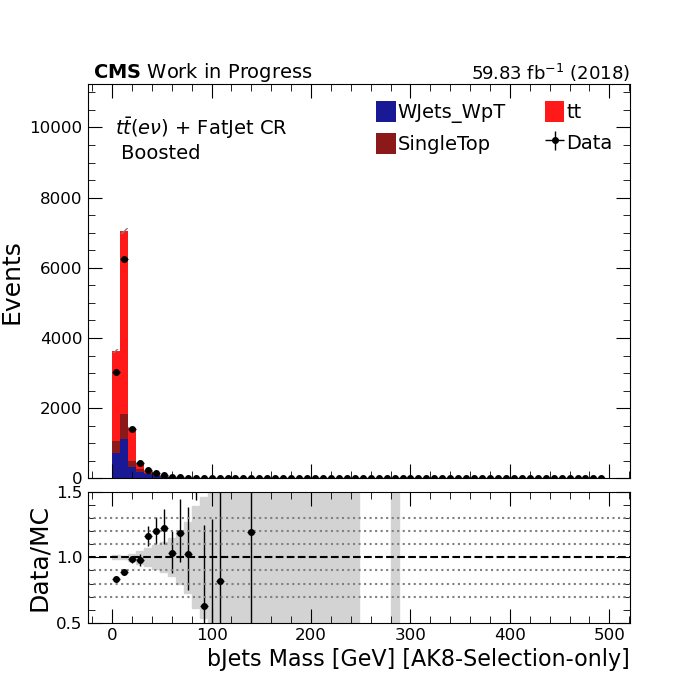 CMS Work in Progress 59.83 fb⁻¹ (2018)
WJets_WpT tt
SingleTop Data
tt̄(eν) + FatJet CR
Boosted
Events
10000
8000
6000
4000
2000
0
Data/MC
1.5
1.0
0.5
0 100 200 300 400 500
bJets Mass [GeV] [AK8-Selection-only]